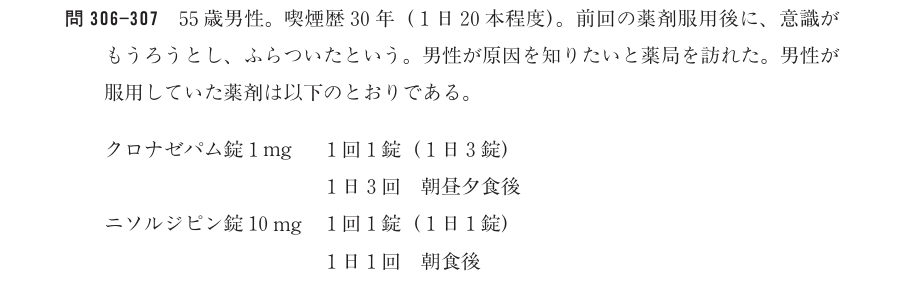 問 306-307 55 歳男性。喫煙歴 30 年（１日 20 本程度）。前回の薬剤服用後に、意識が
もうろうとし、ふらついたという。男性が原因を知りたいと薬局を訪れた。男性が
服用していた薬剤は以下のとおりである。
クロナゼパム錠１mg １回１錠（１日３錠）
１日３回 朝昼夕食後
ニソルジピン錠 10 mg １回１錠（１日１錠）
１日１回 朝食後